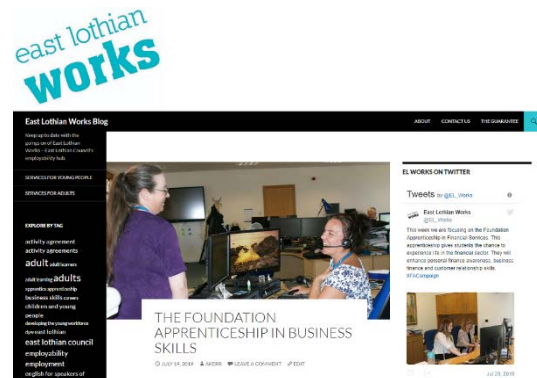 east lothian
works
East Lothian Works Blog
ABOUT CONTACT US THE GUARANTEE
Keep up to date with the
goings on of East Lothian
Works - East Lothian Council's
employability hub
SERVICES FOR YOUNG PEOPLE
SERVICES FOR ADULTS
EXPLORE BY TAG
activity agreement
activity agreements
adult adult learners
adult learning adults
apprentice apprenticeship
business skills careers
children and young
people
developing the young workforce
dyw east lothian
east lothian council
employability
employment
english for speakers of
THE FOUNDATION
APPRENTICESHIP IN BUSINESS
SKILLS
JULY 19, 2019 AKERR LEAVE A COMMENT EDIT
EL WORKS ON TWITTER
Tweets by @EL_Works
East Lothian Works
@EL_Works
This week we are focusing on the Foundation
Apprenticeship in Financial Services. This
apprenticeship gives students the chance to
experience life in the financial sector. They will
enhance personal finance awareness, business
finance and customer relationship skills.
#FACampaign
Jul 23, 2019